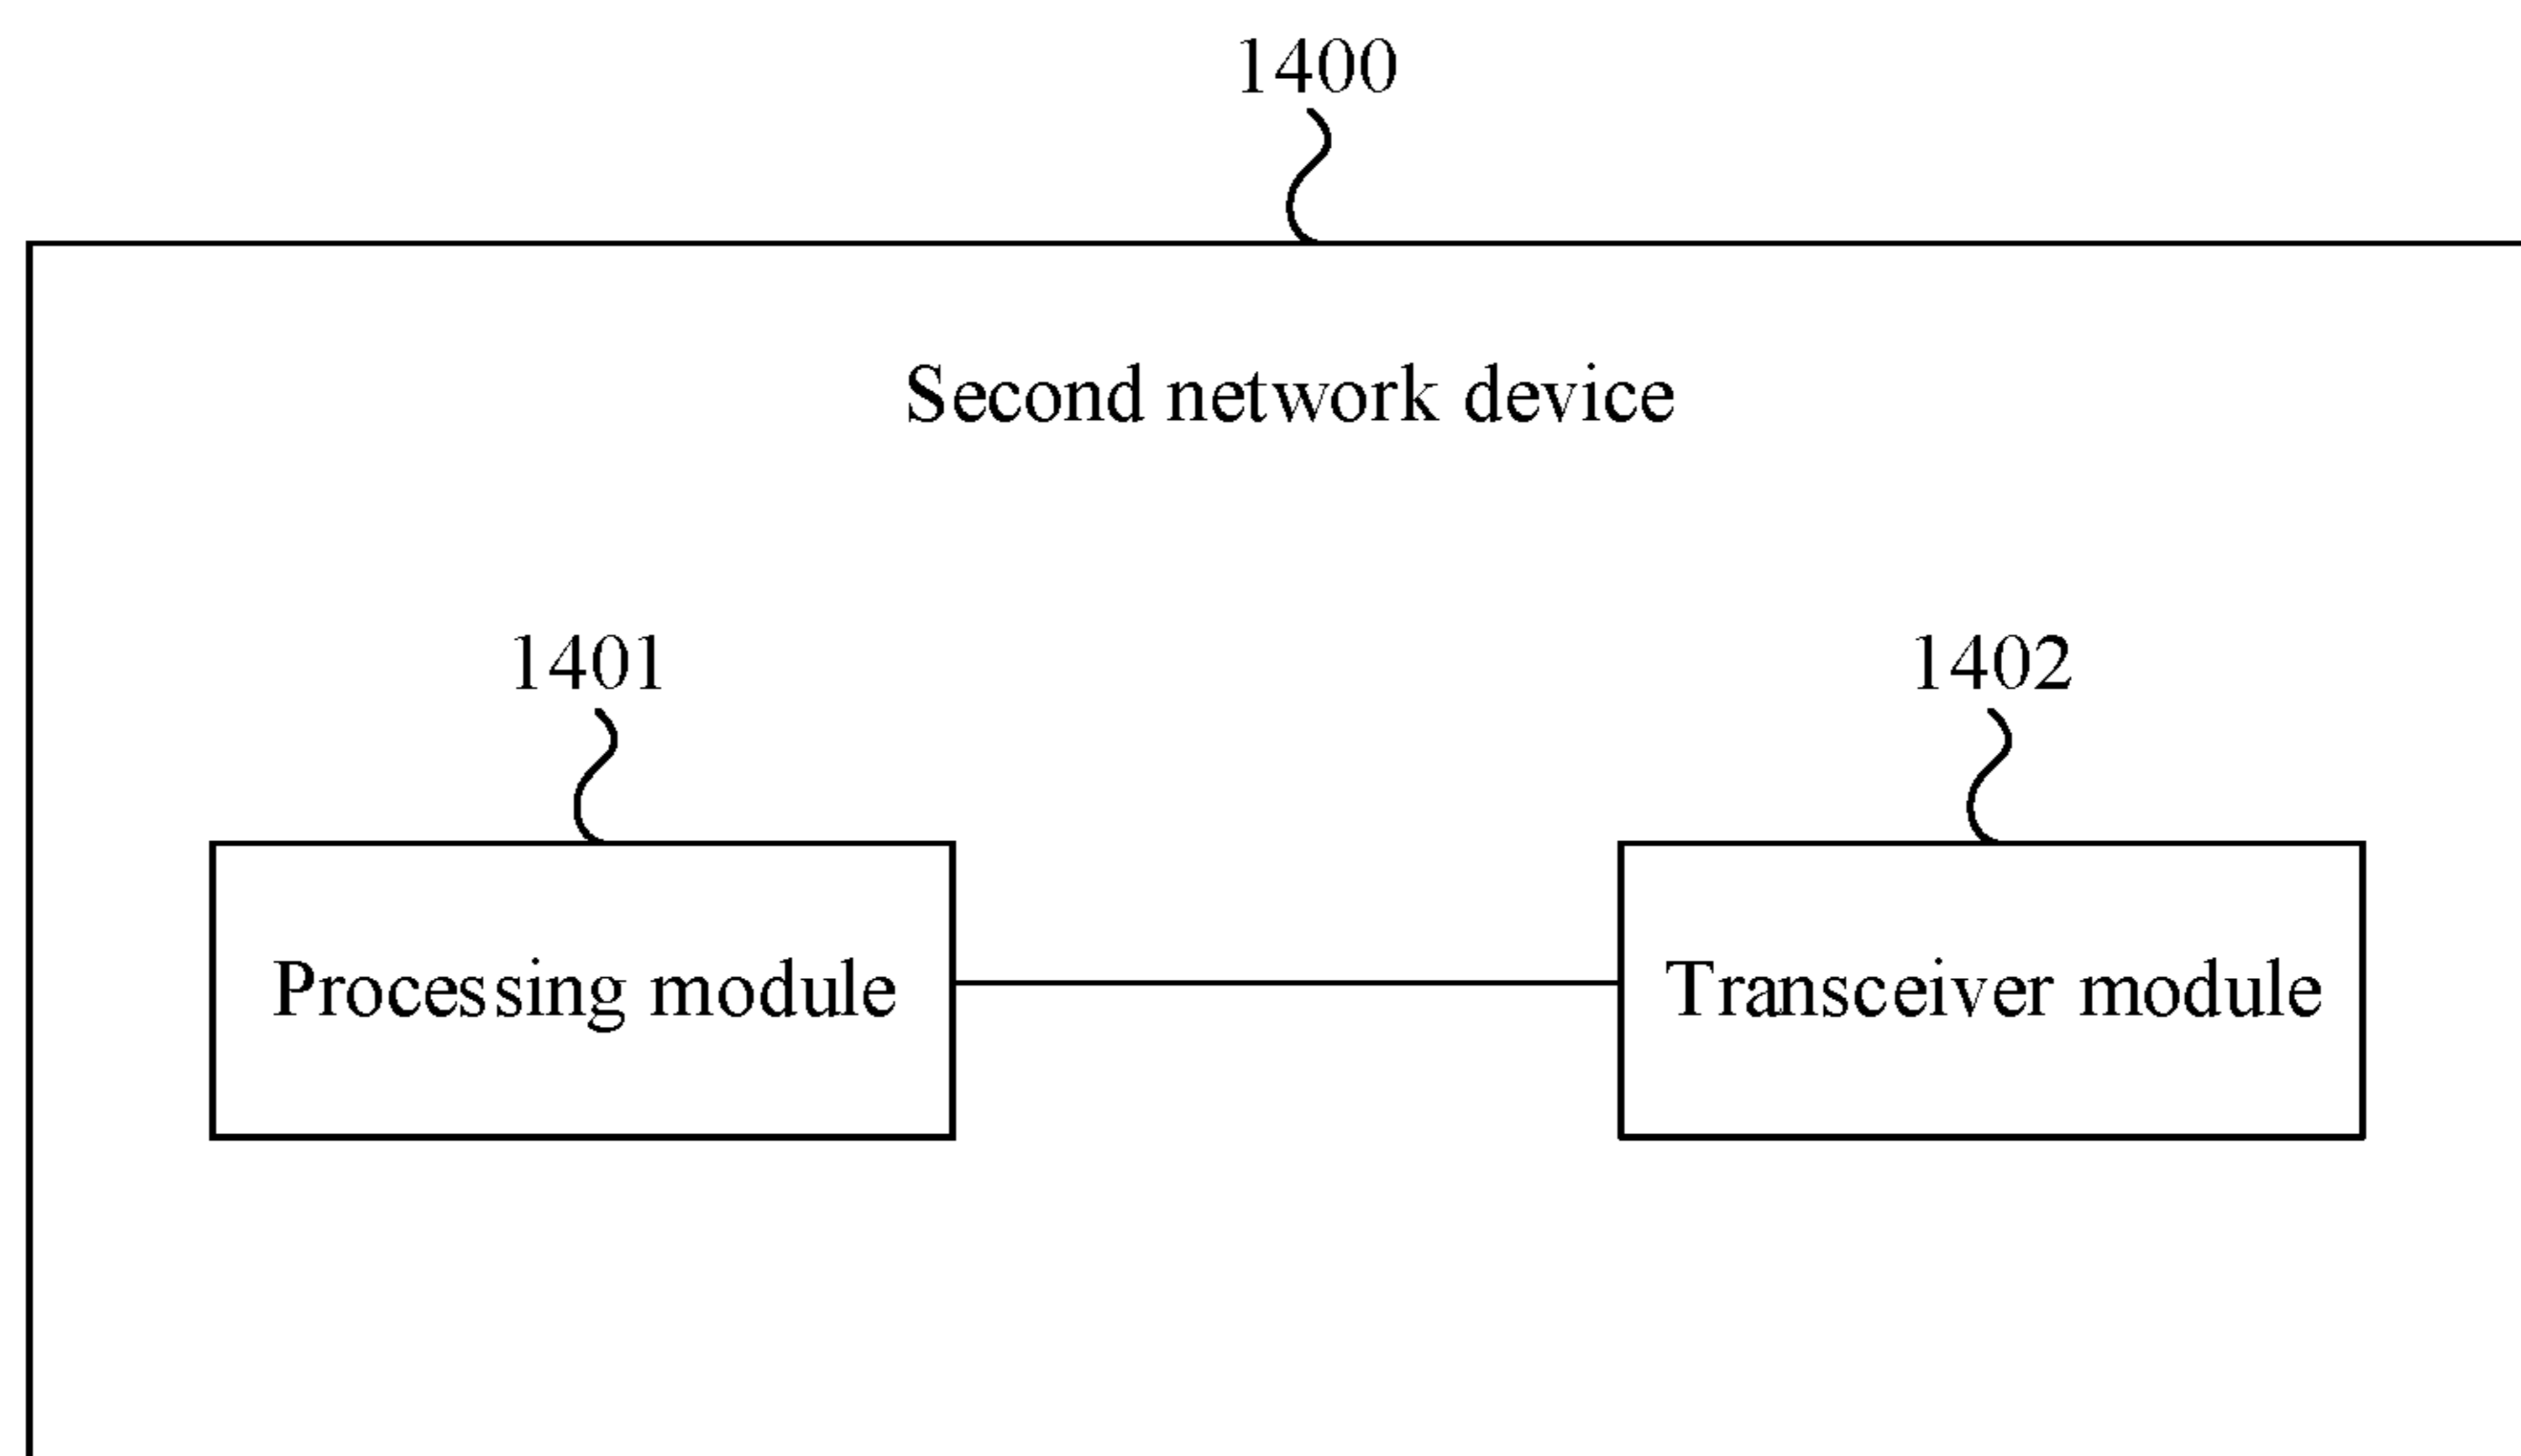 1400
Second network device
1401
1402
Processing module
Transceiver module